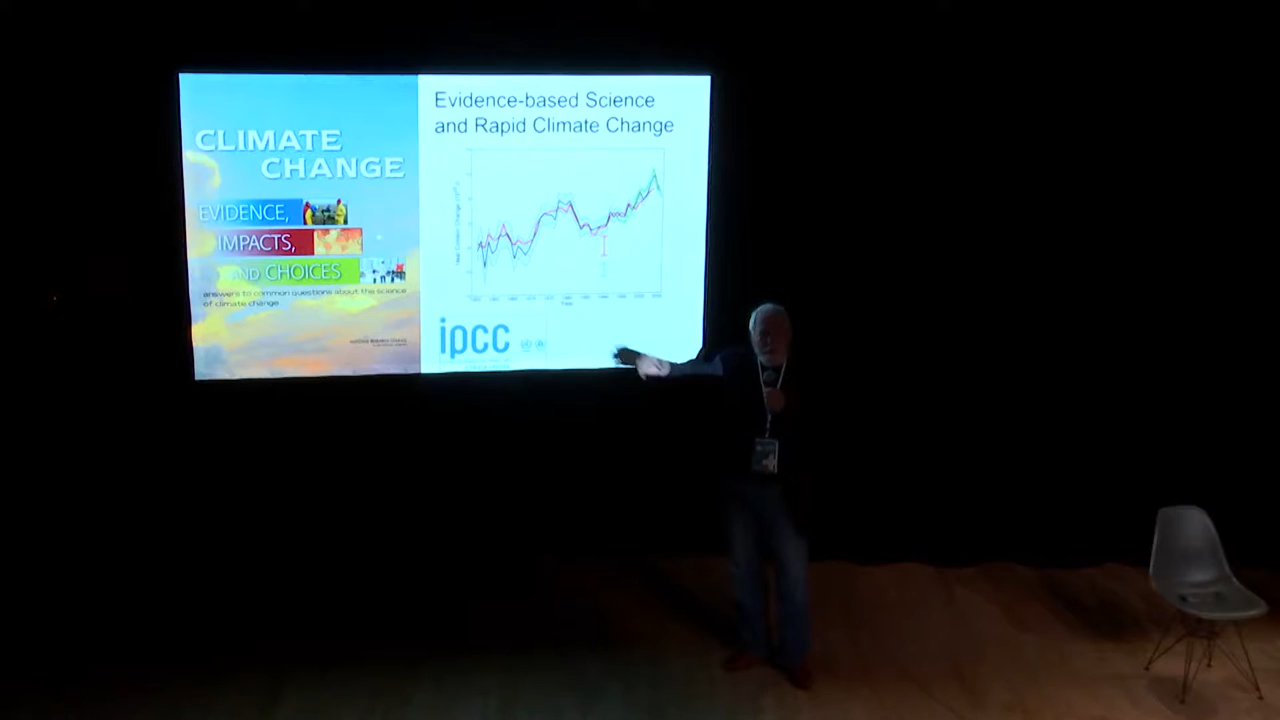 CLIMATE
CHANGE
EVIDENCE,
IMPACTS,
AND CHOICES
answers to common questions about the science
of climate change
Evidence-based Science
and Rapid Climate Change
Year
ipcc